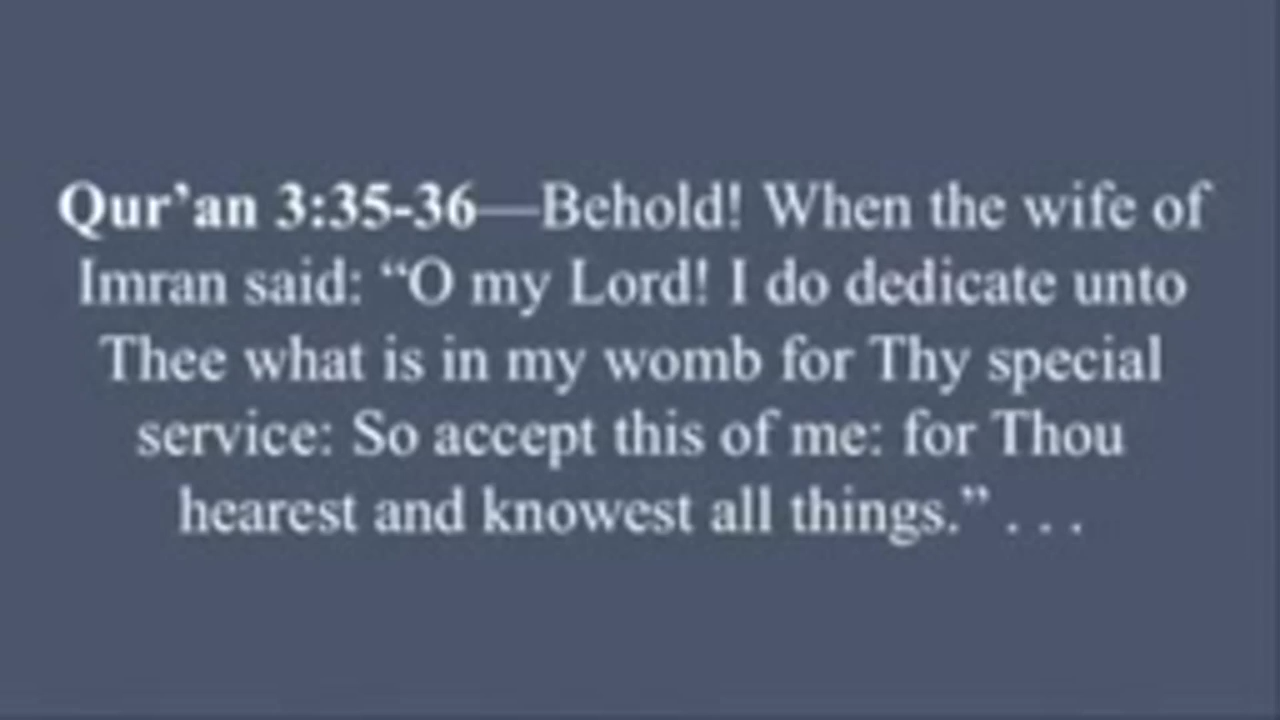 Qur’an 3:35-36—Behold! When the wife of
Imran said: “O my Lord! I do dedicate unto
Thee what is in my womb for Thy special
service: So accept this of me: for Thou
hearest and knowest all things.” . . .